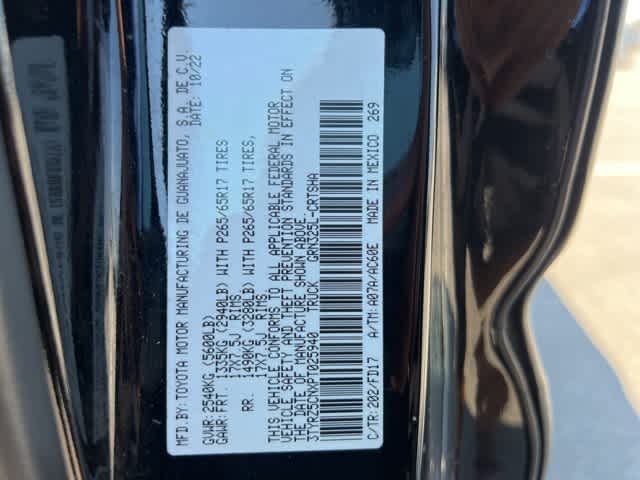 MFD.BY: TOYOTA MOTOR MANUFACTURING DE GUANAJUATO, S.A. DE C.V.
DATE: 10/22
GVWR: 2540KG (5600LB)
GAWR: FRT. 1335KG (2940LB) WITH P265/65R17 TIRES
17X7.5J RIMS
RR. 1490KG (3280LB) WITH P265/65R17 TIRES,
17X7.5J RIMS
THIS VEHICLE CONFORMS TO ALL APPLICABLE FEDERAL MOTOR
VEHICLE SAFETY AND THEFT PREVENTION STANDARDS IN EFFECT ON
THE DATE OF MANUFACTURE SHOWN ABOVE.
3TYRZ5CNXPT025940 TRUCK GRN325L-CRTSHA
C/TR: 202/FD17 A/TM: A07A/AC60E MADE IN MEXICO 269